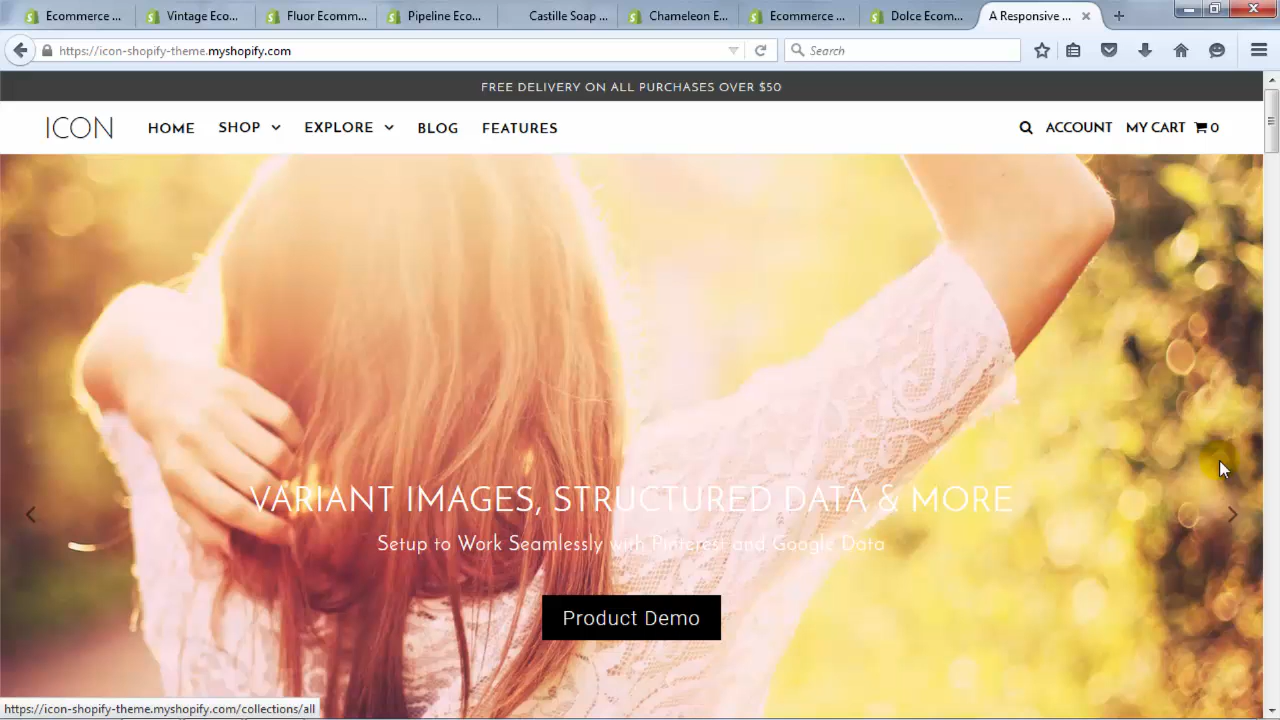 Ecommerce ...
Vintage Eco...
Fluor Ecomm...
Pipeline Eco...
Castille Soap ...
Chameleon E...
Ecommerce ...
Dolce Ecom...
A Responsive ...
https://icon-shopify-theme.myshopify.com
Search
FREE DELIVERY ON ALL PURCHASES OVER $50
ICON HOME SHOP EXPLORE BLOG FEATURES ACCOUNT MY CART 0
VARIANT IMAGES, STRUCTURED DATA & MORE
Setup to Work Seamlessly with Pinterest and Google Data
Product Demo
https://icon-shopify-theme.myshopify.com/collections/all